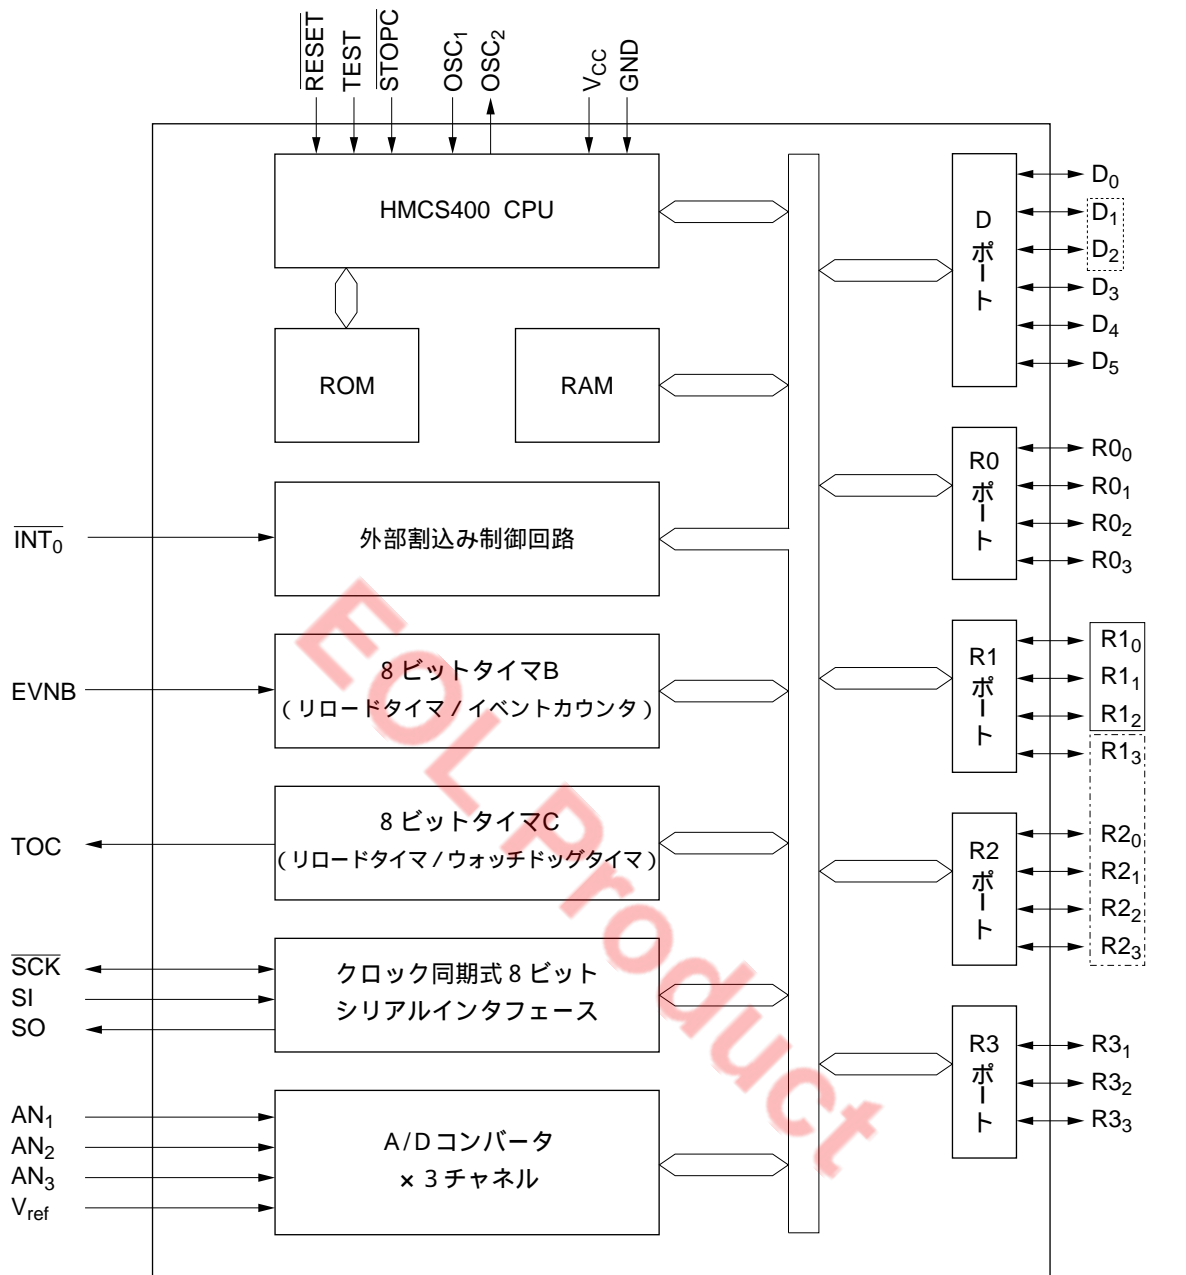 RESET TEST STOPC OSC1 OSC2 VCC GND
HMCS400 CPU
ROM
RAM
INT0
外部割込み制御回路
EVNB
8 ビットタイマB
( リロードタイマ / イベントカウンタ )
TOC
8 ビットタイマC
( リロードタイマ / ウォッチドッグタイマ )
SCK
SI
SO
クロック同期式 8 ビット
シリアルインタフェース
AN1
AN2
AN3
Vref
A/D コンバータ
× 3 チャネル
D ポート
D0
D1
D2
D3
D4
D5
R0 ポート
R00
R01
R02
R03
R1 ポート
R10
R11
R12
R13
R2 ポート
R20
R21
R22
R23
R3 ポート
R31
R32
R33
EOL Product